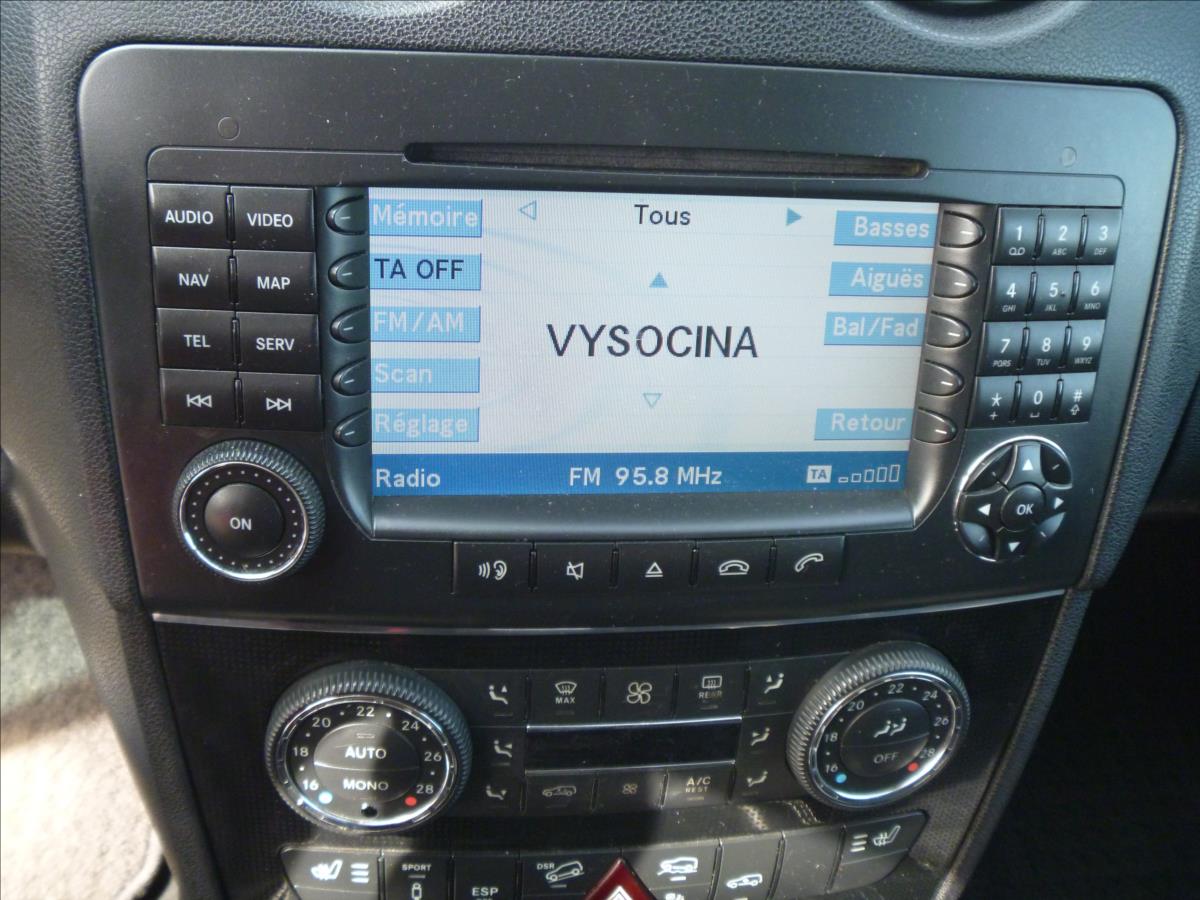 AUDIO VIDEO
NAV MAP
TEL SERV
ON
Mémoire
TA OFF
FM/AM
Scan
Réglage
Tous
VYSOCINA
Basses
Aiguës
Bal/Fad
Retour
Radio FM 95.8 MHz TA
1 2 ABC 3 DEF
4 GHI 5 JKL 6 MNO
7 PQRS 8 TUV 9 WXYZ
* + 0 #
OK
16 18 20 22 24 26 28
AUTO
MONO
MAX
REAR
A/C
REST
16 18 20 22 24 26 28
OFF
SPORT
ESP
DSR